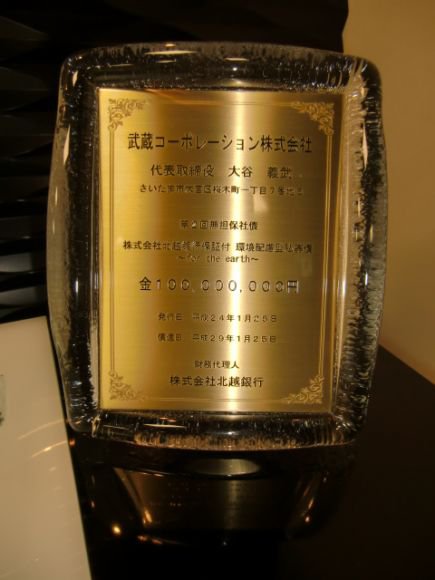 武蔵コーポレーション株式会社
代表取締役 大谷 義武
さいたま市大宮区桜木町一丁目7番地5
第2回無担保社債
株式会社北越銀行保証付 環境配慮型私募債
〜for the earth〜
金100,000,000円
発行日 平成24年1月25日
償還日 平成29年1月25日
財務代理人
株式会社北越銀行